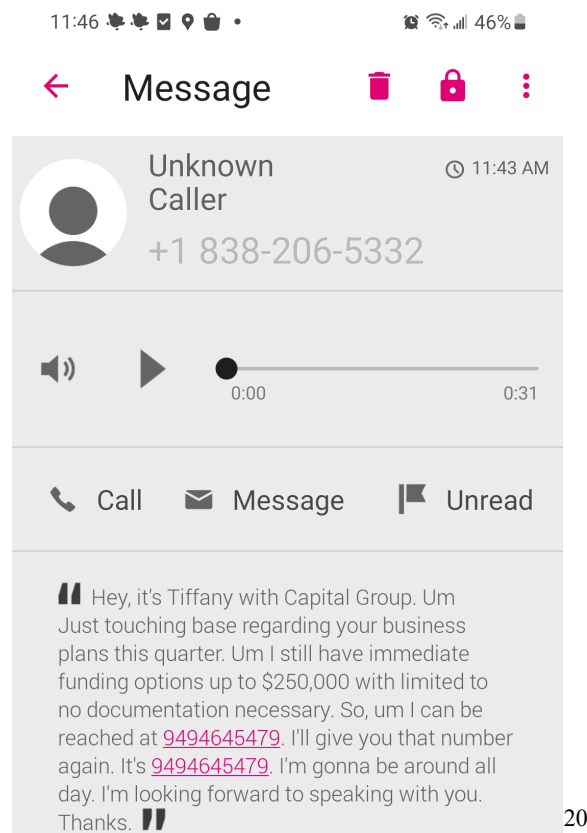 11:46 • 46%
Message
Unknown
Caller
11:43 AM
+1 838-206-5332
0:00 0:31
Call Message Unread
" Hey, it's Tiffany with Capital Group. Um
Just touching base regarding your business
plans this quarter. Um I still have immediate
funding options up to $250,000 with limited to
no documentation necessary. So, um I can be
reached at 9494645479. I'll give you that number
again. It's 9494645479. I'm gonna be around all
day. I'm looking forward to speaking with you.
Thanks. "
20